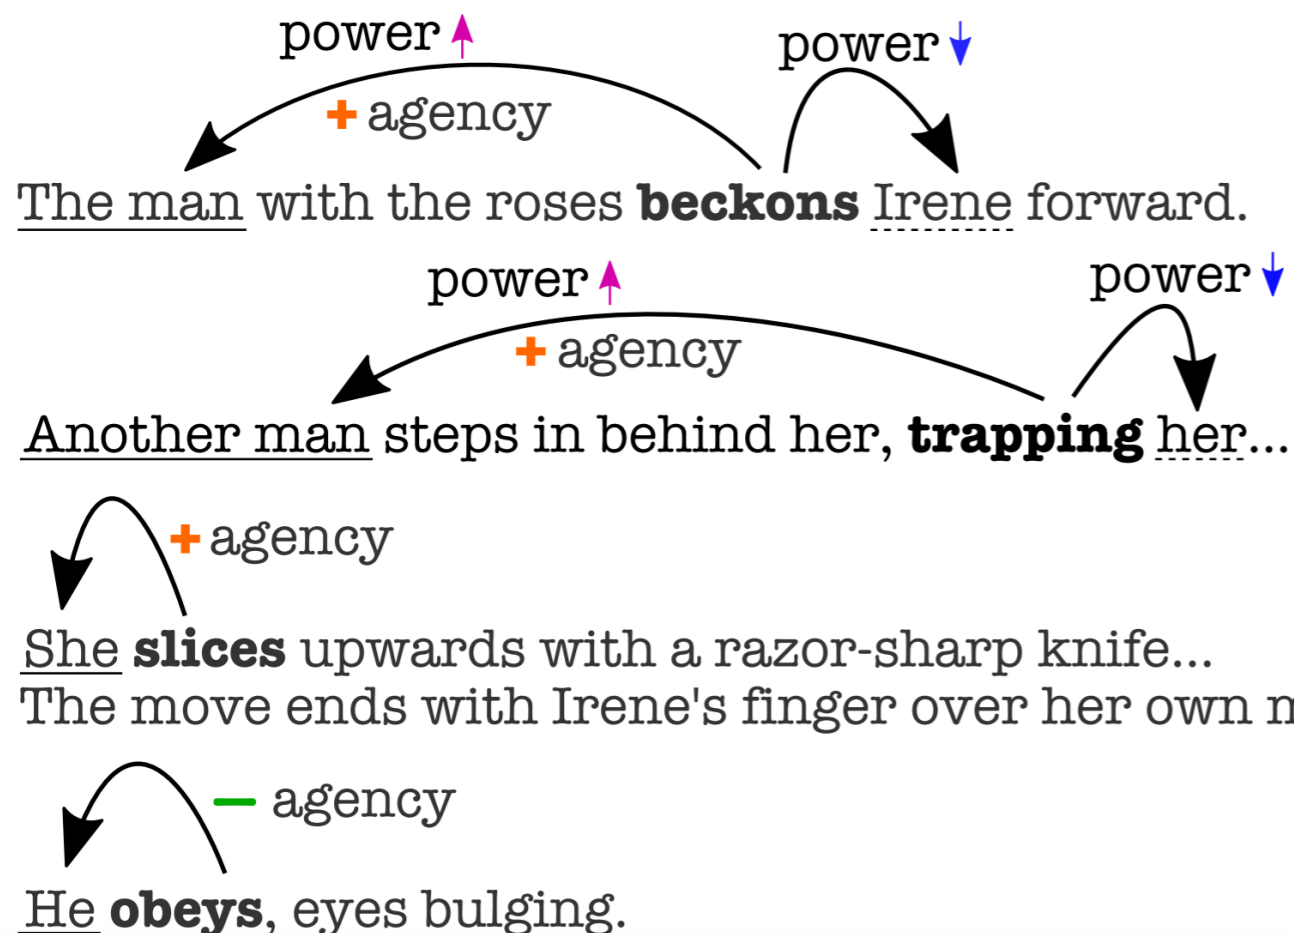 power power
+ agency
The man with the roses beckons Irene forward.
power power
+ agency
Another man steps in behind her, trapping her...
+ agency
She slices upwards with a razor-sharp knife...
The move ends with Irene's finger over her own
− agency
He obeys, eyes bulging.